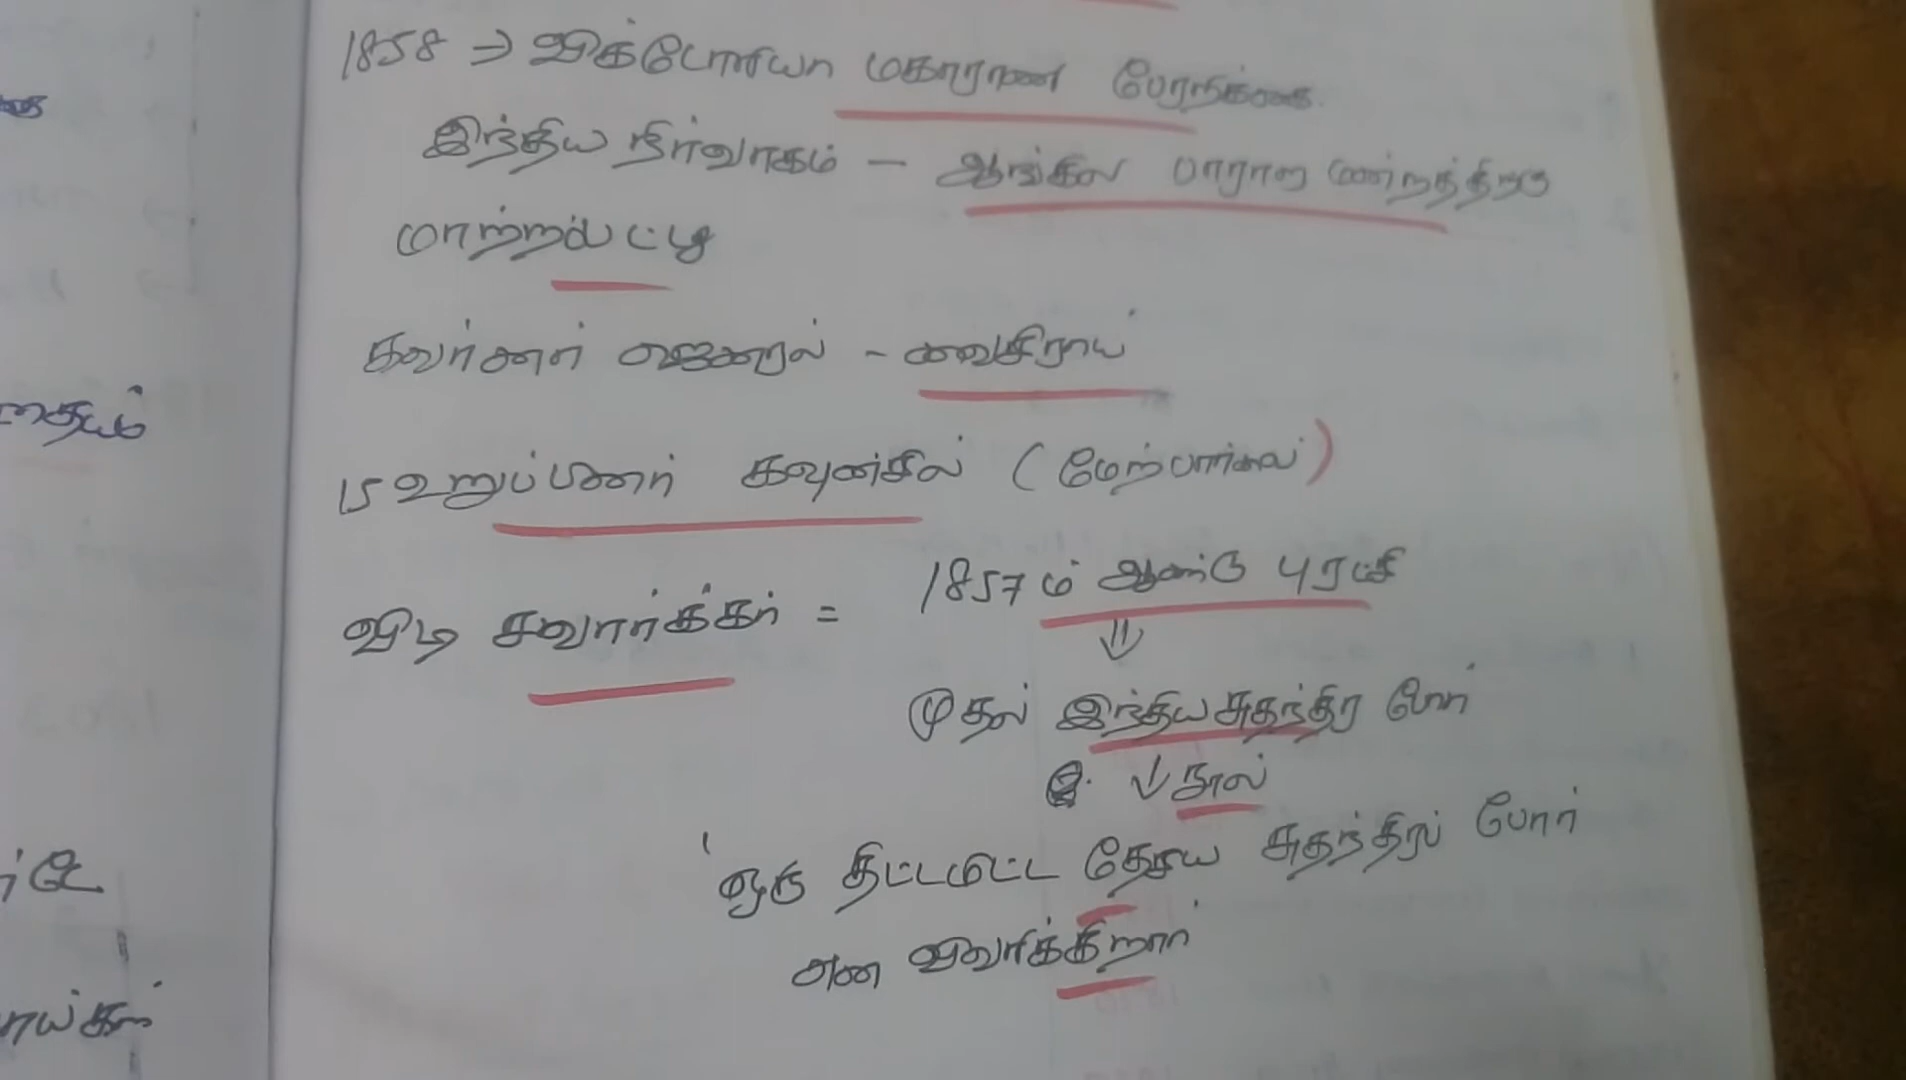 1858 ⇒ விக்டோரியா மகாராணி பேரறிக்கை
இந்திய நிர்வாகம் - ஆங்கில பாராளுமன்றத்திற்கு
மாற்றப்பட்டது
கவர்னர் ஜெனரல் - வைசிராய்
15 உறுப்பினர் கவுன்சில் (மேற்பார்வை)
வி.டி சவார்க்கர் = 1857ம் ஆண்டு புரட்சி
⇓
முதல் இந்திய சுதந்திர போர்
↓ நூல்
' ஒரு திட்டமிட்ட தேசிய சுதந்திரப் போர்
என விவரிக்கிறார்